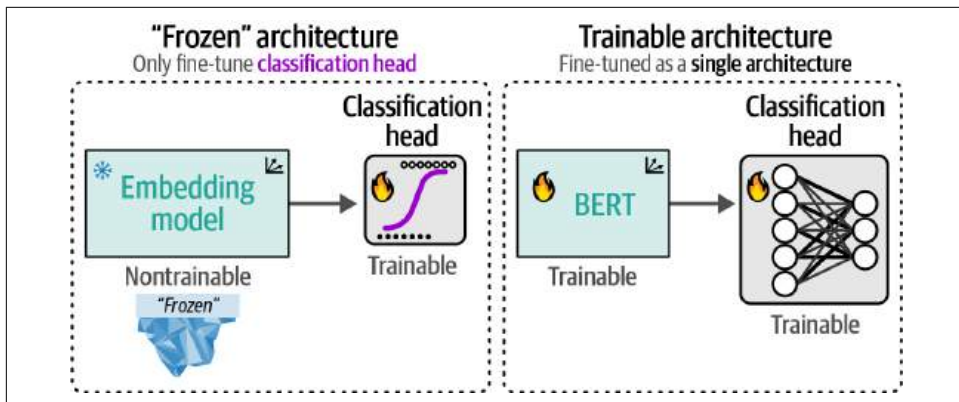 "Frozen" architecture
Only fine-tune classification head
Classification
head
Embedding
model
Nontrainable
"Frozen"
Trainable
Trainable architecture
Fine-tuned as a single architecture
Classification
head
BERT
Trainable
Trainable